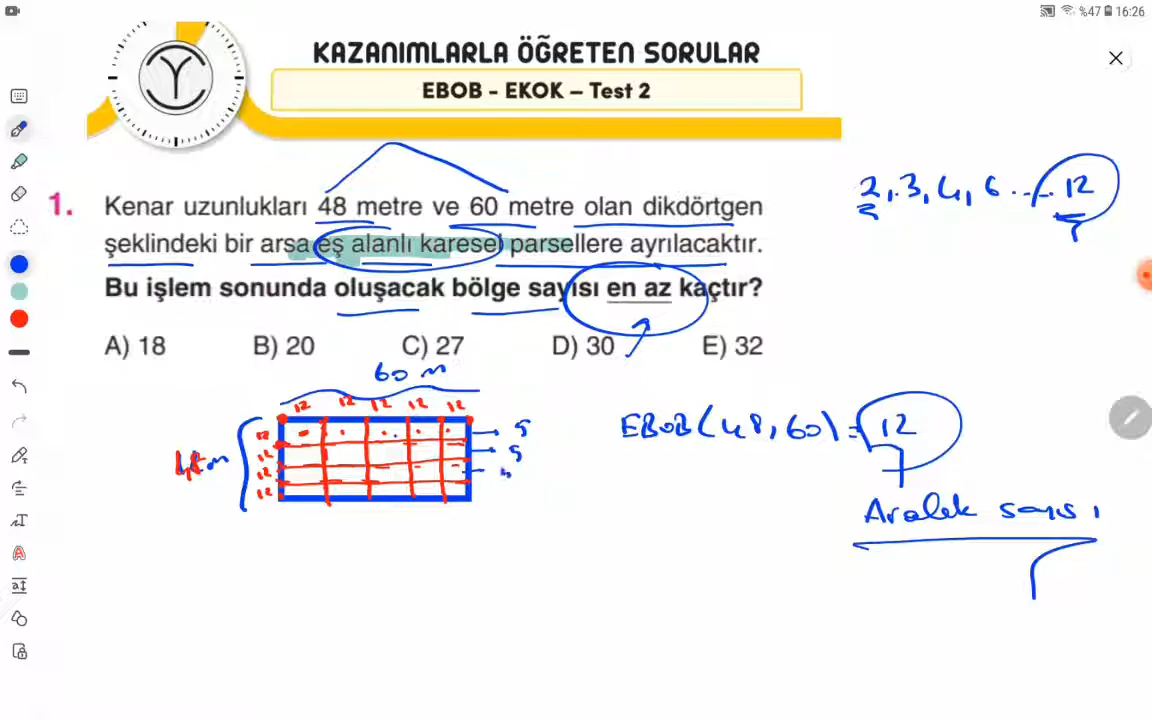 %47 16:26
KAZANIMLARLA ÖĞRETEN SORULAR
EBOB - EKOK – Test 2
1. Kenar uzunlukları 48 metre ve 60 metre olan dikdörtgen
şeklindeki bir arsa eş alanlı karesel parsellere ayrılacaktır.
Bu işlem sonunda oluşacak bölge sayısı en az kaçtır?
A) 18 B) 20 C) 27 D) 30 E) 32
2, 3, 4, 6 ... 12
60 m
12 12 12 12 12
12 5
12 5
12
12
48 m
EBOB(48,60) = 12
Aralık sayısı